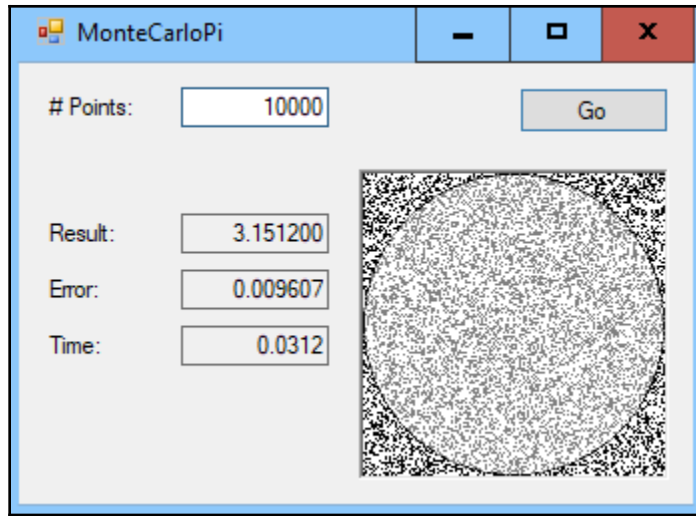 MonteCarloPi
# Points: 10000 Go
Result: 3.151200
Error: 0.009607
Time: 0.0312